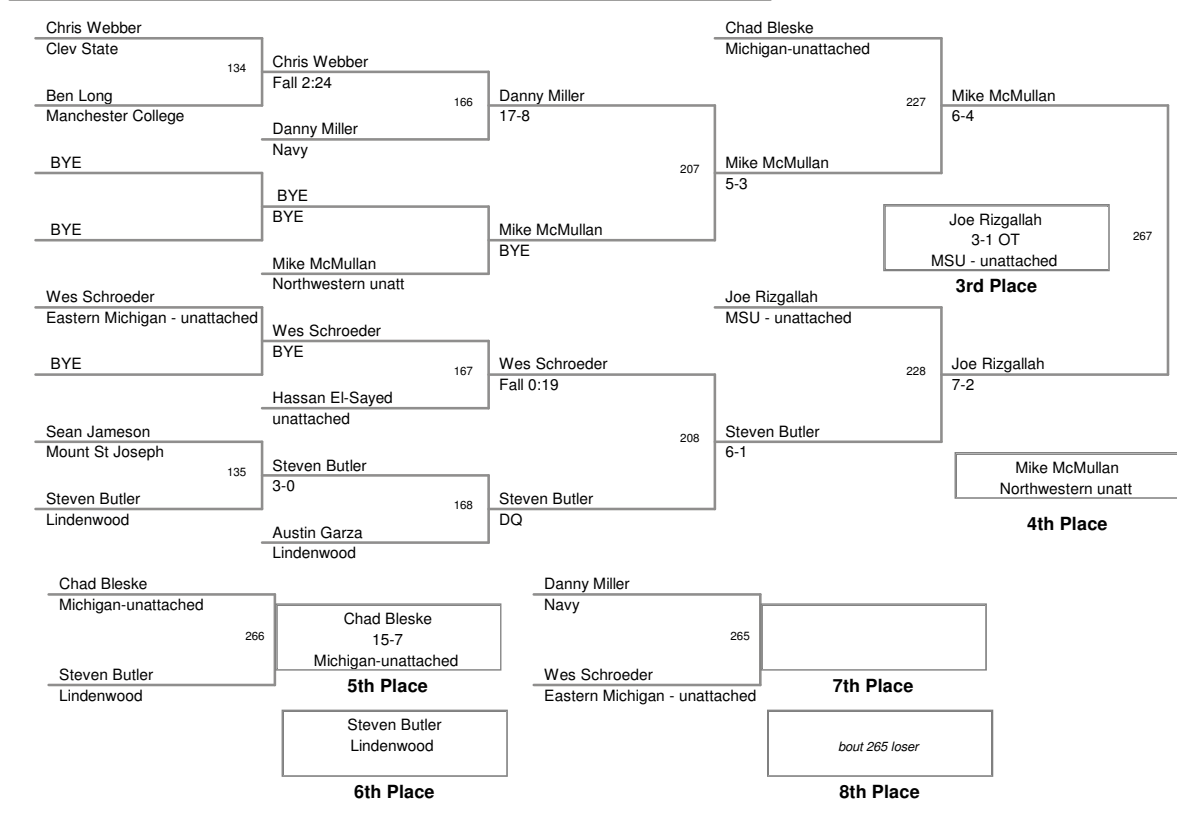 Chris Webber
Clev State
134
Ben Long
Manchester College
BYE
BYE
Wes Schroeder
Eastern Michigan - unattached
BYE
Sean Jameson
Mount St Joseph
135
Steven Butler
Lindenwood
Chris Webber
Fall 2:24
166
Danny Miller
Navy
BYE
BYE
Mike McMullan
Northwestern unatt
Wes Schroeder
BYE
167
Hassan El-Sayed
unattached
Steven Butler
3-0
168
Austin Garza
Lindenwood
Danny Miller
17-8
207
Mike McMullan
BYE
Wes Schroeder
Fall 0:19
208
Steven Butler
DQ
Chad Bleske
Michigan-unattached
227
Mike McMullan
5-3
Joe Rizgallah
MSU - unattached
228
Steven Butler
6-1
Mike McMullan
6-4
267
Joe Rizgallah
7-2
Joe Rizgallah
3-1 OT
MSU - unattached
3rd Place
Mike McMullan
Northwestern unatt
4th Place
Chad Bleske
Michigan-unattached
266
Steven Butler
Lindenwood
Chad Bleske
15-7
Michigan-unattached
5th Place
Steven Butler
Lindenwood
6th Place
Danny Miller
Navy
265
Wes Schroeder
Eastern Michigan - unattached
7th Place
bout 265 loser
8th Place